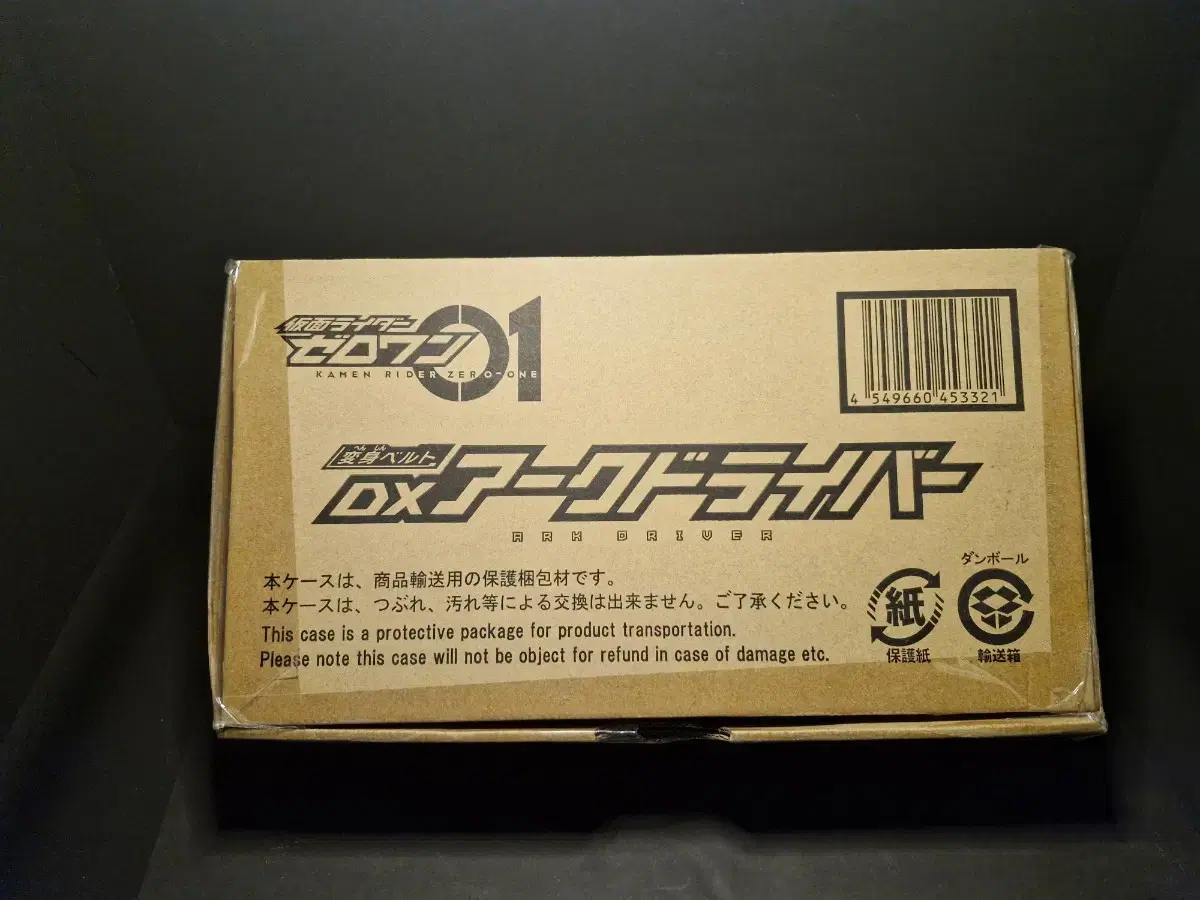 仮面ライダー
ゼロワン 01
KAMEN RIDER ZERO-ONE
4 549660 453321
へん しん
変身ベルト
DXアークドライバー
ARK DRIVER
本ケースは、商品輸送用の保護梱包材です。
本ケースは、つぶれ、汚れ等による交換は出来ません。ご了承ください。
This case is a protective package for product transportation.
Please note this case will not be object for refund in case of damage etc.
紙
保護紙
ダンボール
輸送箱